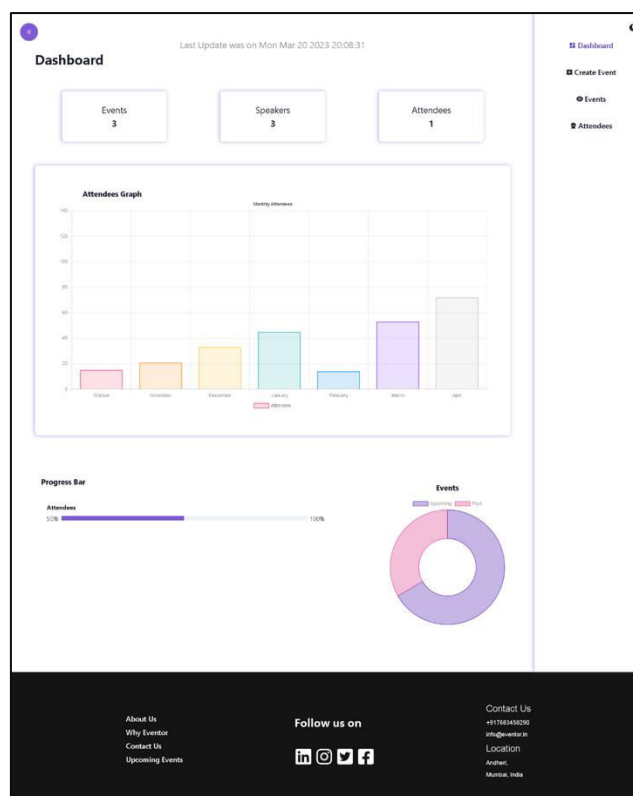 Last Update was on Mon Mar 20 2023 20:08:31
Dashboard
Events
3
Speakers
3
Attendees
1
Dashboard
Create Event
Events
Attendees
Attendees Graph
Monthly Attendees
140
120
100
80
60
40
20
0
October November December January February March April
Attendees
Progress Bar
Attendees
50% 100%
Events
Upcoming Past
About Us
Why Eventor
Contact Us
Upcoming Events
Follow us on
Contact Us
+917683458290
info@eventor.in
Location
Andheri,
Mumbai, India